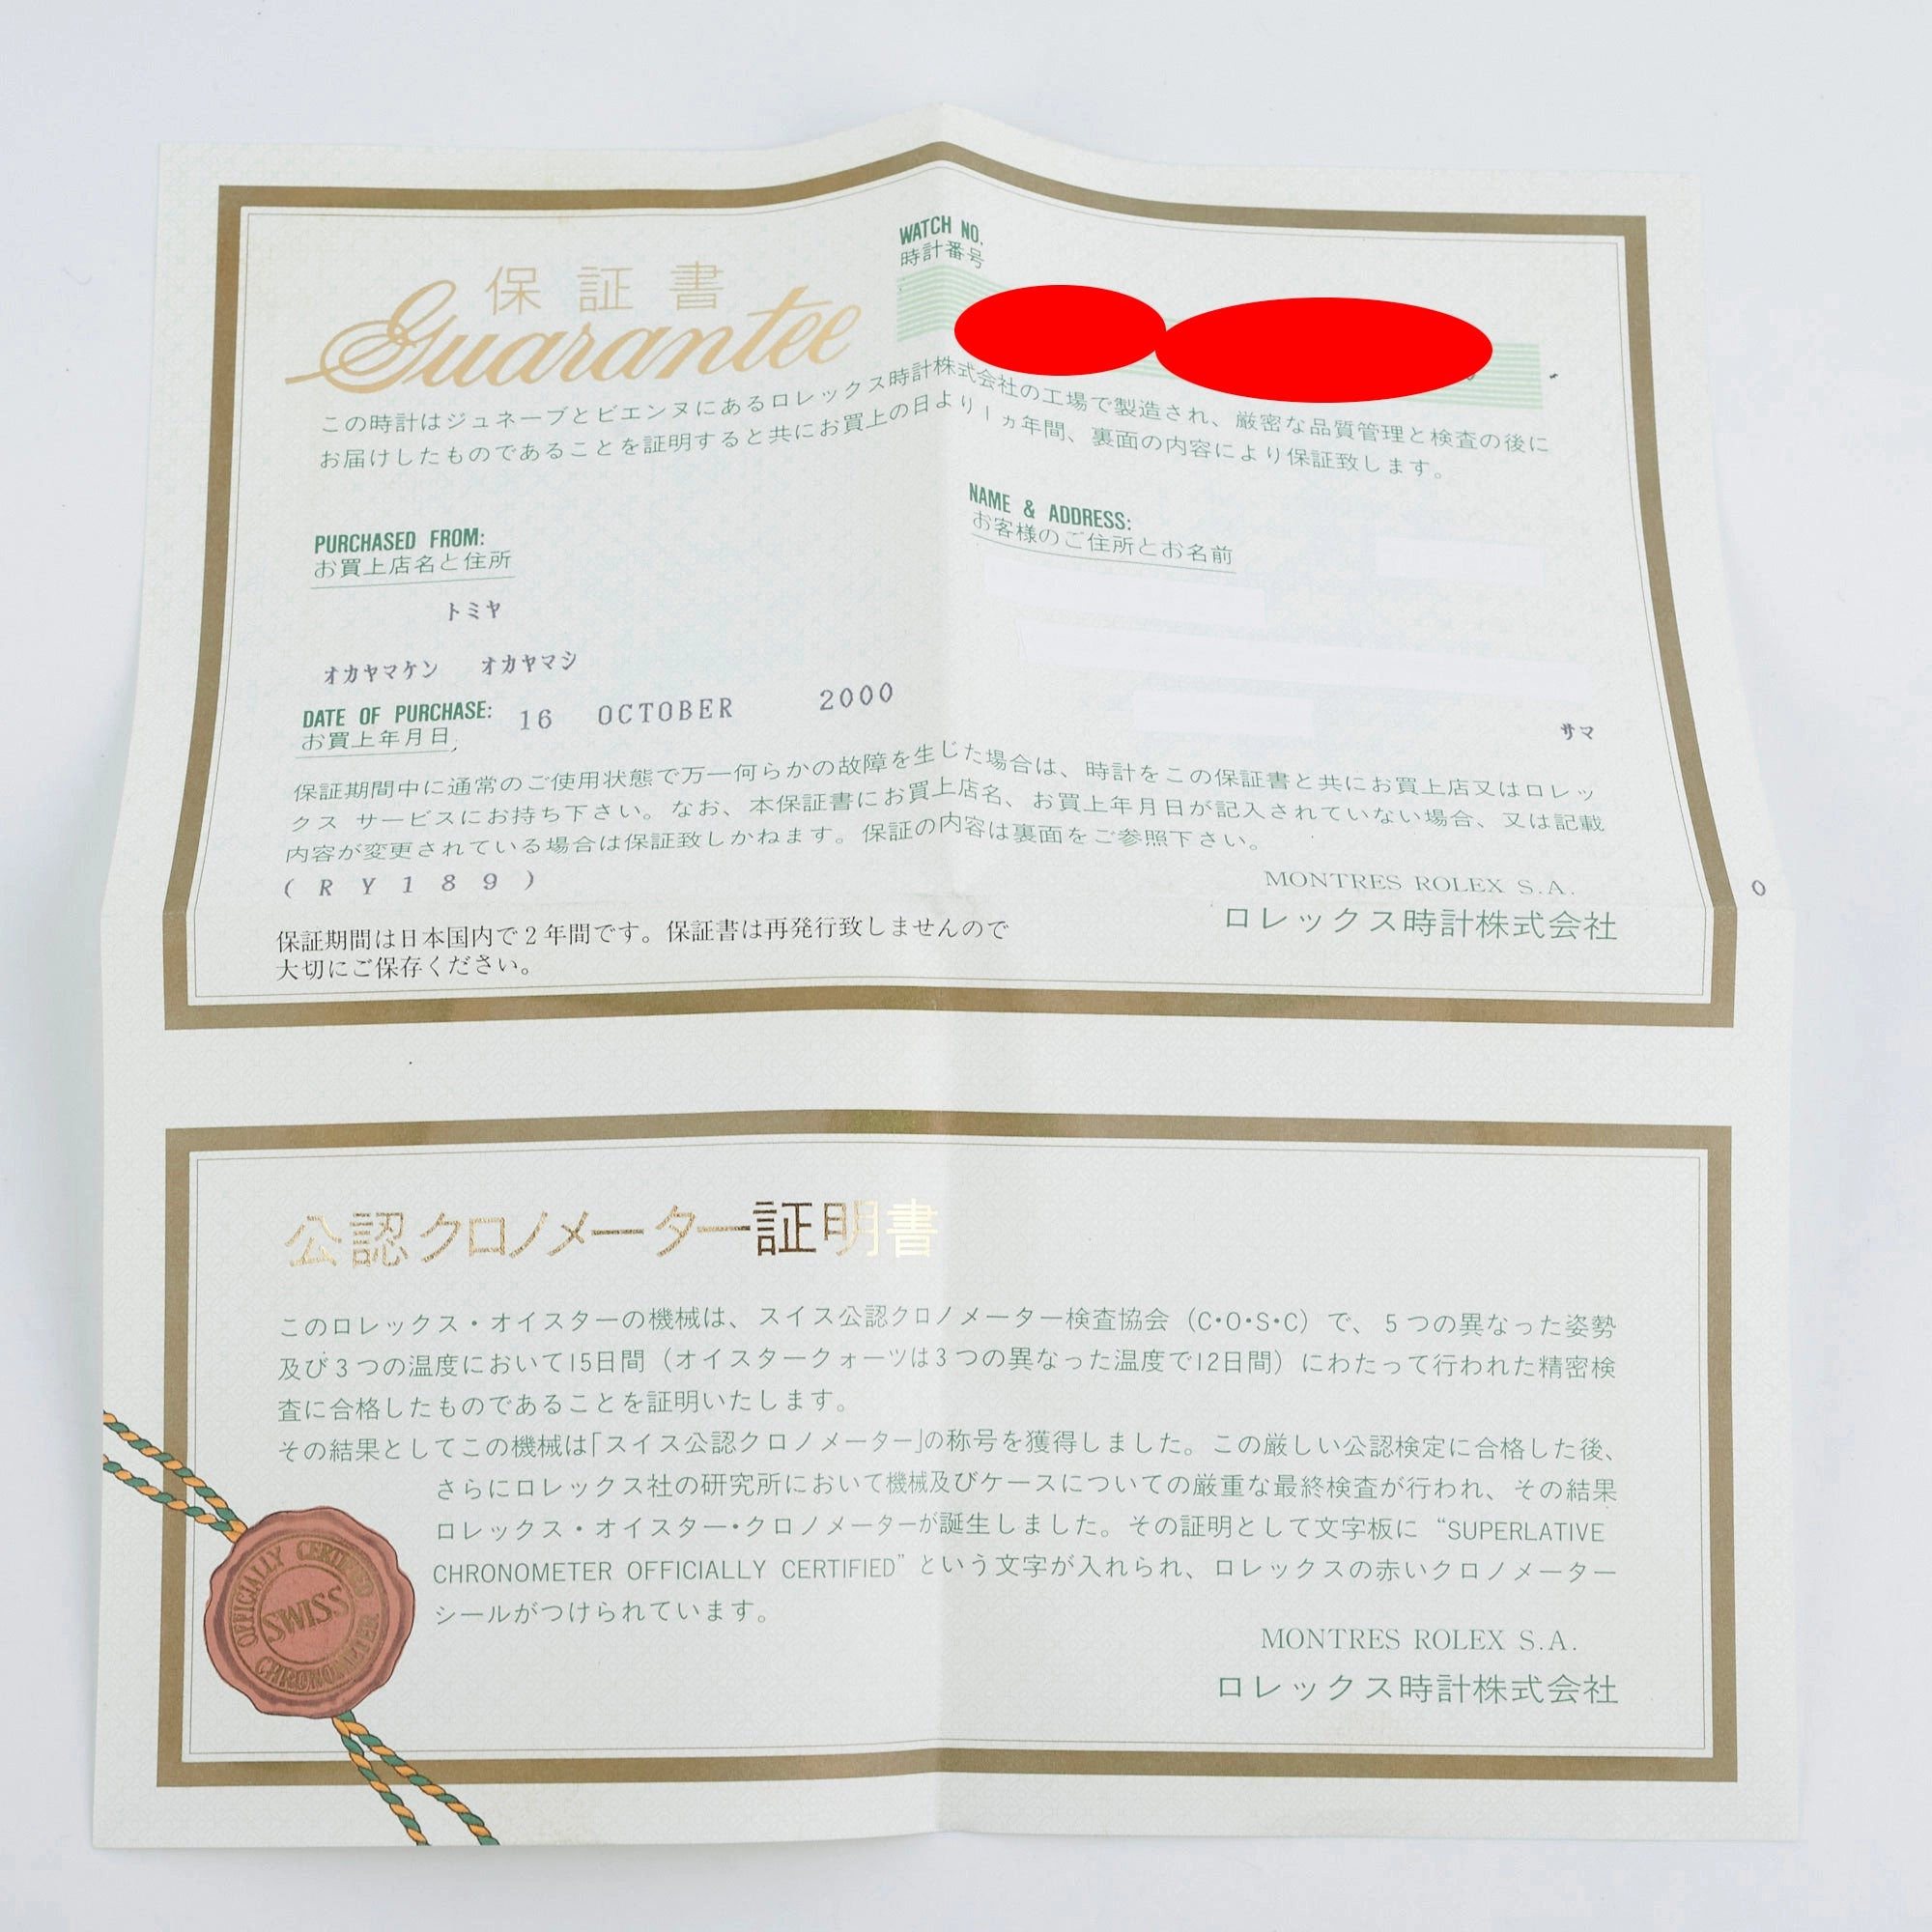 保証書
Guarantee
WATCH NO.
時計番号
この時計はジュネーブとビエンヌにあるロレックス時計株式会社の工場で製造され、厳密な品質管理と検査の後に
お届けしたものであることを証明すると共にお買上の日より1ヵ年間、裏面の内容により保証致します。
PURCHASED FROM:
お買上店名と住所
トミヤ
オカヤマケン オカヤマシ
NAME & ADDRESS:
お客様のご住所とお名前
サマ
DATE OF PURCHASE: 16 OCTOBER 2000
お買上年月日
保証期間中に通常のご使用状態で万一何らかの故障を生じた場合は、時計をこの保証書と共にお買上店又はロレッ
クス サービスにお持ち下さい。なお、本保証書にお買上店名、お買上年月日が記入されていない場合、又は記載
内容が変更されている場合は保証致しかねます。保証の内容は裏面をご参照下さい。
(RY189)
MONTRES ROLEX S.A.
ロレックス時計株式会社
0
保証期間は日本国内で2年間です。保証書は再発行致しませんので
大切にご保存ください。
公認クロノメーター証明書
このロレックス・オイスターの機械は、スイス公認クロノメーター検査協会(C•O•S•C)で、5つの異なった姿勢
及び3つの温度において15日間(オイスタークォーツは3つの異なった温度で12日間)にわたって行われた精密検
査に合格したものであることを証明いたします。
その結果としてこの機械は「スイス公認クロノメーター」の称号を獲得しました。この厳しい公認検定に合格した後、
さらにロレックス社の研究所において機械及びケースについての厳重な最終検査が行われ、その結果
ロレックス・オイスター・クロノメーターが誕生しました。その証明として文字板に “SUPERLATIVE
CHRONOMETER OFFICIALLY CERTIFIED” という文字が入れられ、ロレックスの赤いクロノメーター
シールがつけられています。
OFFICIALLY CERTIFIED
SWISS
CHRONOMETER
MONTRES ROLEX S.A.
ロレックス時計株式会社